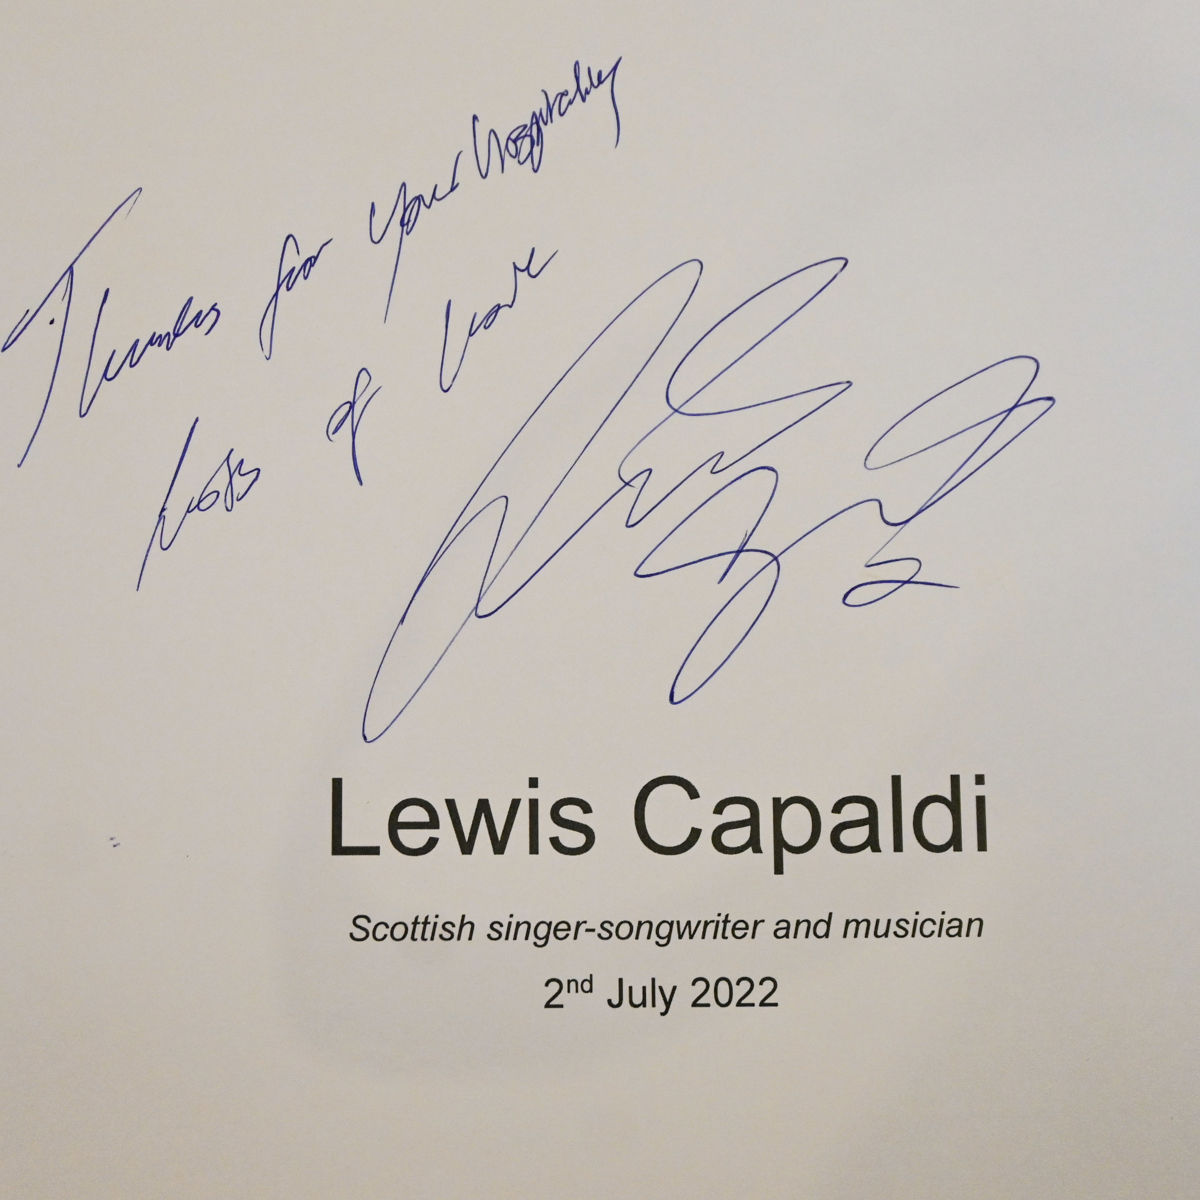 Thanks for your hospitality
Lots of love
Lewis Capaldi
Scottish singer-songwriter and musician
2nd July 2022